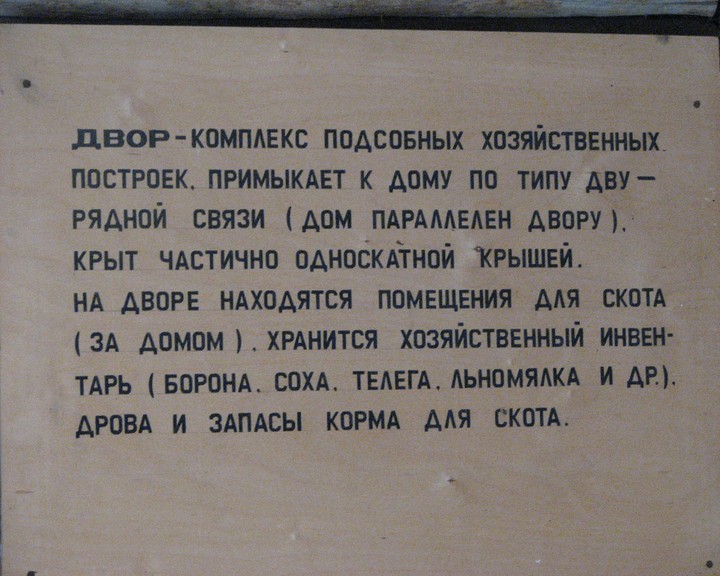 ДВОР - КОМПЛЕКС ПОДСОБНЫХ ХОЗЯЙСТВЕННЫХ
ПОСТРОЕК, ПРИМЫКАЕТ К ДОМУ ПО ТИПУ ДВУ-
РЯДНОЙ СВЯЗИ ( ДОМ ПАРАЛЛЕЛЕН ДВОРУ ),
КРЫТ ЧАСТИЧНО ОДНОСКАТНОЙ КРЫШЕЙ.
НА ДВОРЕ НАХОДЯТСЯ ПОМЕЩЕНИЯ ДЛЯ СКОТА
( ЗА ДОМОМ ), ХРАНИТСЯ ХОЗЯЙСТВЕННЫЙ ИНВЕН-
ТАРЬ ( БОРОНА, СОХА, ТЕЛЕГА, ЛЬНОМЯЛКА И ДР.),
ДРОВА И ЗАПАСЫ КОРМА ДЛЯ СКОТА.